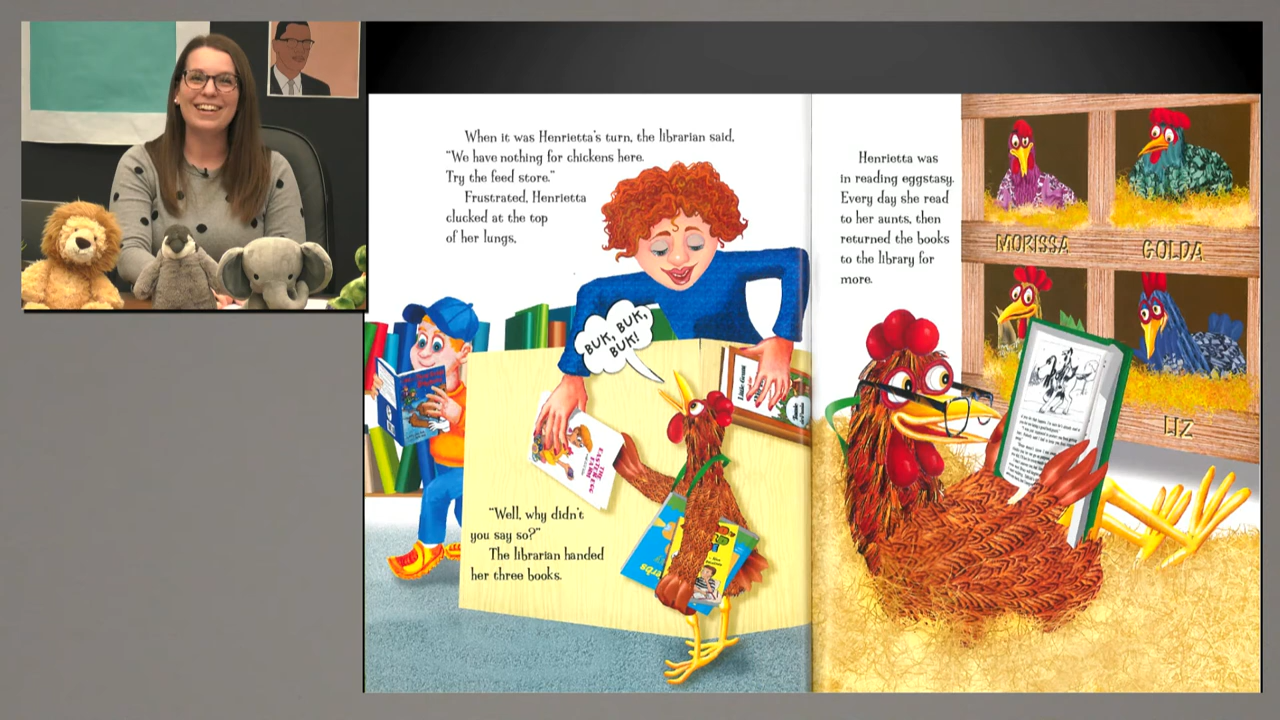 When it was Henrietta's turn, the librarian said,
"We have nothing for chickens here.
Try the feed store."
Frustrated, Henrietta
clucked at the top
of her lungs,
BUK, BUK,
BUK!
"Well, why didn't
you say so?"
The librarian handed
her three books.
Henrietta was
in reading eggstasy.
Every day she read
to her aunts, then
returned the books
to the library for
more.
MORISSA
GOLDA
LIZ